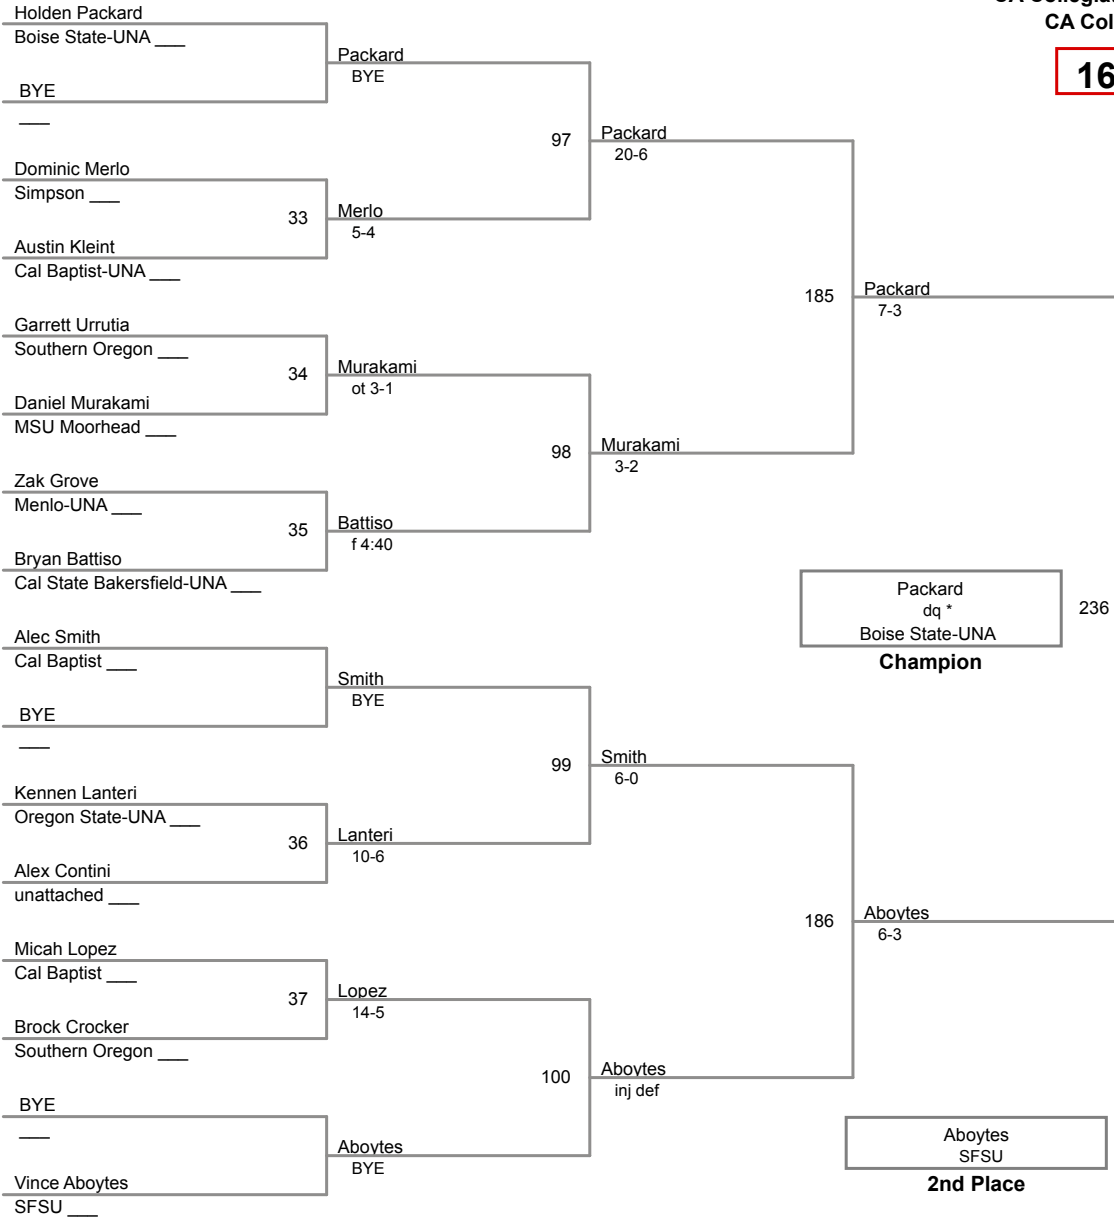 Holden Packard
Boise State-UNA ___
BYE
___
Packard
BYE
Dominic Merlo
Simpson ___
33
Austin Kleint
Cal Baptist-UNA ___
Merlo
5-4
97
Packard
20-6
Garrett Urrutia
Southern Oregon ___
34
Daniel Murakami
MSU Moorhead ___
Murakami
ot 3-1
Zak Grove
Menlo-UNA ___
35
Bryan Battiso
Cal State Bakersfield-UNA ___
Battiso
f 4:40
98
Murakami
3-2
185
Packard
7-3
CA Col
16
Packard
dq *
Boise State-UNA
Champion
236
Alec Smith
Cal Baptist ___
BYE
___
Smith
BYE
Kennen Lanteri
Oregon State-UNA ___
36
Alex Contini
unattached ___
Lanteri
10-6
99
Smith
6-0
Micah Lopez
Cal Baptist ___
37
Brock Crocker
Southern Oregon ___
Lopez
14-5
BYE
___
Vince Aboytes
SFSU ___
Aboytes
BYE
100
Aboytes
inj def
186
Aboytes
6-3
Aboytes
SFSU
2nd Place